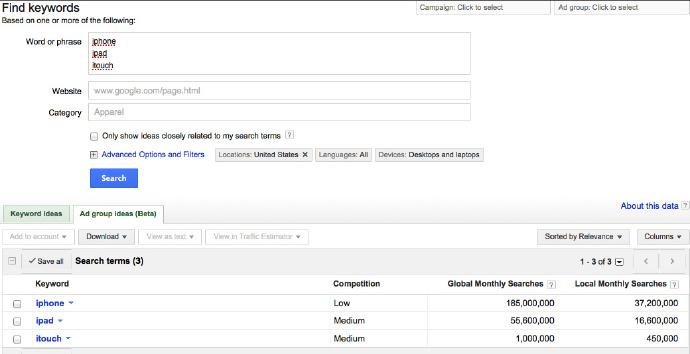 Find keywords
Campaign: Click to select
Ad group: Click to select
Based on one or more of the following:
Word or phrase
iphone
ipad
itouch
Website
www.google.com/page.html
Category
Apparel
Only show ideas closely related to my search terms ?
Advanced Options and Filters
Locations: United States X
Languages: All
Devices: Desktops and laptops
Search
About this data ?
Keyword ideas
Ad group ideas (Beta)
Add to account
Download
View as text
View in Traffic Estimator
Sorted by Relevance
Columns
Save all
Search terms (3)
1 - 3 of 3
Keyword Competition Global Monthly Searches ? Local Monthly Searches ?
iphone Low 185,000,000 37,200,000
ipad Medium 55,600,000 16,600,000
itouch Medium 1,000,000 450,000